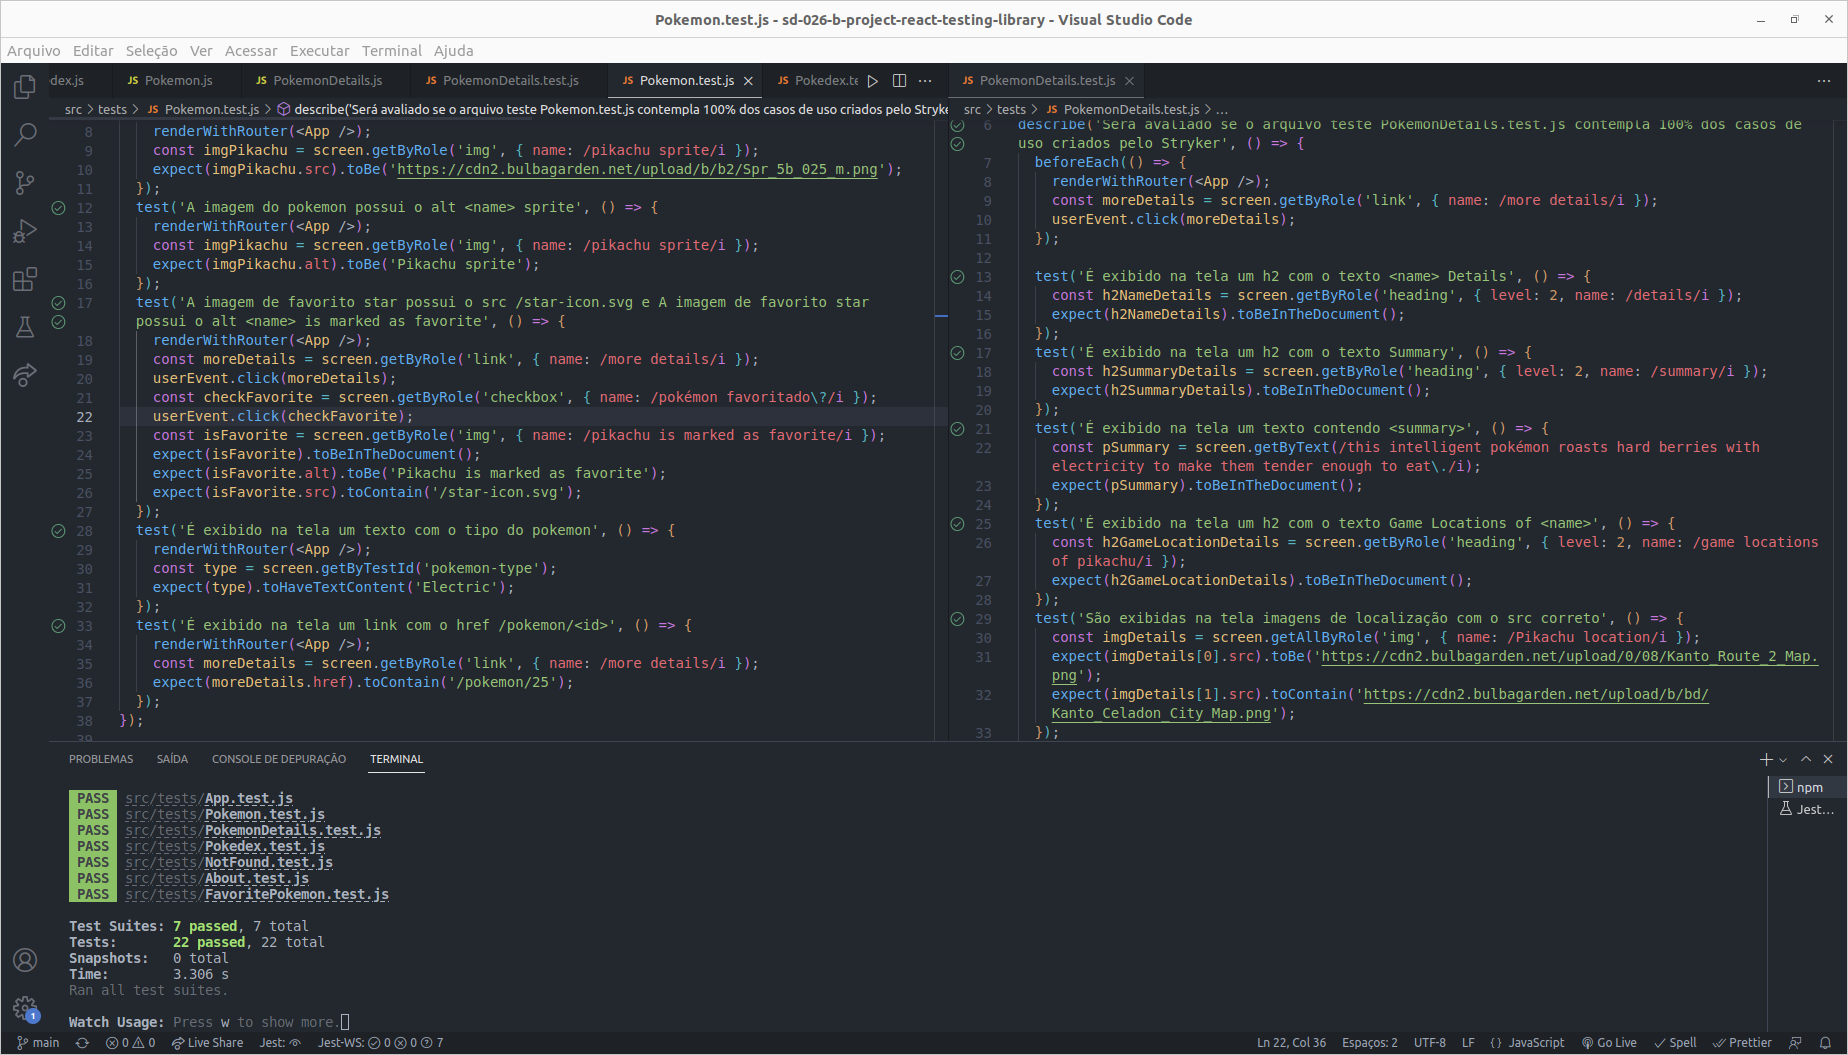 Pokemon.test.js - sd-026-b-project-react-testing-library - Visual Studio Code
Arquivo Editar Seleção Ver Acessar Executar Terminal Ajuda
dex.js JS Pokemon.js JS PokemonDetails.js JS PokemonDetails.test.js JS Pokemon.test.js JS Pokedex.te
src > tests > JS Pokemon.test.js > describe('Será avaliado se o arquivo teste Pokemon.test.js contempla 100% dos casos de uso criados pelo Stryke
8 renderWithRouter(<App />);
9 const imgPikachu = screen.getByRole('img', { name: /pikachu sprite/i });
10 expect(imgPikachu.src).toBe('https://cdn2.bulbagarden.net/upload/b/b2/Spr_5b_025_m.png');
11 });
12 test('A imagem do pokemon possui o alt <name> sprite', () => {
13 renderWithRouter(<App />);
14 const imgPikachu = screen.getByRole('img', { name: /pikachu sprite/i });
15 expect(imgPikachu.alt).toBe('Pikachu sprite');
16 });
17 test('A imagem de favorito star possui o src /star-icon.svg e A imagem de favorito star
possui o alt <name> is marked as favorite', () => {
18 renderWithRouter(<App />);
19 const moreDetails = screen.getByRole('link', { name: /more details/i });
20 userEvent.click(moreDetails);
21 const checkFavorite = screen.getByRole('checkbox', { name: /pokémon favoritado\?/i });
22 userEvent.click(checkFavorite);
23 const isFavorite = screen.getByRole('img', { name: /pikachu is marked as favorite/i });
24 expect(isFavorite).toBeInTheDocument();
25 expect(isFavorite.alt).toBe('Pikachu is marked as favorite');
26 expect(isFavorite.src).toContain('/star-icon.svg');
27 });
28 test('É exibido na tela um texto com o tipo do pokemon', () => {
29 renderWithRouter(<App />);
30 const type = screen.getByTestId('pokemon-type');
31 expect(type).toHaveTextContent('Electric');
32 });
33 test('É exibido na tela um link com o href /pokemon/<id>', () => {
34 renderWithRouter(<App />);
35 const moreDetails = screen.getByRole('link', { name: /more details/i });
36 expect(moreDetails.href).toContain('/pokemon/25');
37 });
38 });
39
JS PokemonDetails.test.js
src > tests > JS PokemonDetails.test.js > ...
6 describe('Será avaliado se o arquivo teste PokemonDetails.test.js contempla 100% dos casos de
uso criados pelo Stryker', () => {
7 beforeEach(() => {
8 renderWithRouter(<App />);
9 const moreDetails = screen.getByRole('link', { name: /more details/i });
10 userEvent.click(moreDetails);
11 });
12
13 test('É exibido na tela um h2 com o texto <name> Details', () => {
14 const h2NameDetails = screen.getByRole('heading', { level: 2, name: /details/i });
15 expect(h2NameDetails).toBeInTheDocument();
16 });
17 test('É exibido na tela um h2 com o texto Summary', () => {
18 const h2SummaryDetails = screen.getByRole('heading', { level: 2, name: /summary/i });
19 expect(h2SummaryDetails).toBeInTheDocument();
20 });
21 test('É exibido na tela um texto contendo <summary>', () => {
22 const pSummary = screen.getByText(/this intelligent pokémon roasts hard berries with
electricity to make them tender enough to eat\./i);
23 expect(pSummary).toBeInTheDocument();
24 });
25 test('É exibido na tela um h2 com o texto Game Locations of <name>', () => {
26 const h2GameLocationDetails = screen.getByRole('heading', { level: 2, name: /game locations
of pikachu/i });
27 expect(h2GameLocationDetails).toBeInTheDocument();
28 });
29 test('São exibidas na tela imagens de localização com o src correto', () => {
30 const imgDetails = screen.getAllByRole('img', { name: /Pikachu location/i });
31 expect(imgDetails[0].src).toBe('https://cdn2.bulbagarden.net/upload/0/08/Kanto_Route_2_Map.
png');
32 expect(imgDetails[1].src).toContain('https://cdn2.bulbagarden.net/upload/b/bd/
Kanto_Celadon_City_Map.png');
33 });
PROBLEMAS SAÍDA CONSOLE DE DEPURAÇÃO TERMINAL
PASS src/tests/App.test.js
PASS src/tests/Pokemon.test.js
PASS src/tests/PokemonDetails.test.js
PASS src/tests/Pokedex.test.js
PASS src/tests/NotFound.test.js
PASS src/tests/About.test.js
PASS src/tests/FavoritePokemon.test.js
Test Suites: 7 passed, 7 total
Tests: 22 passed, 22 total
Snapshots: 0 total
Time: 3.306 s
Ran all test suites.
Watch Usage: Press w to show more.
npm
Jest...
1
main 0 0 Live Share Jest: Jest-WS: 0 0 7 Ln 22, Col 36 Espaços: 2 UTF-8 LF {} JavaScript Go Live Spell Prettier